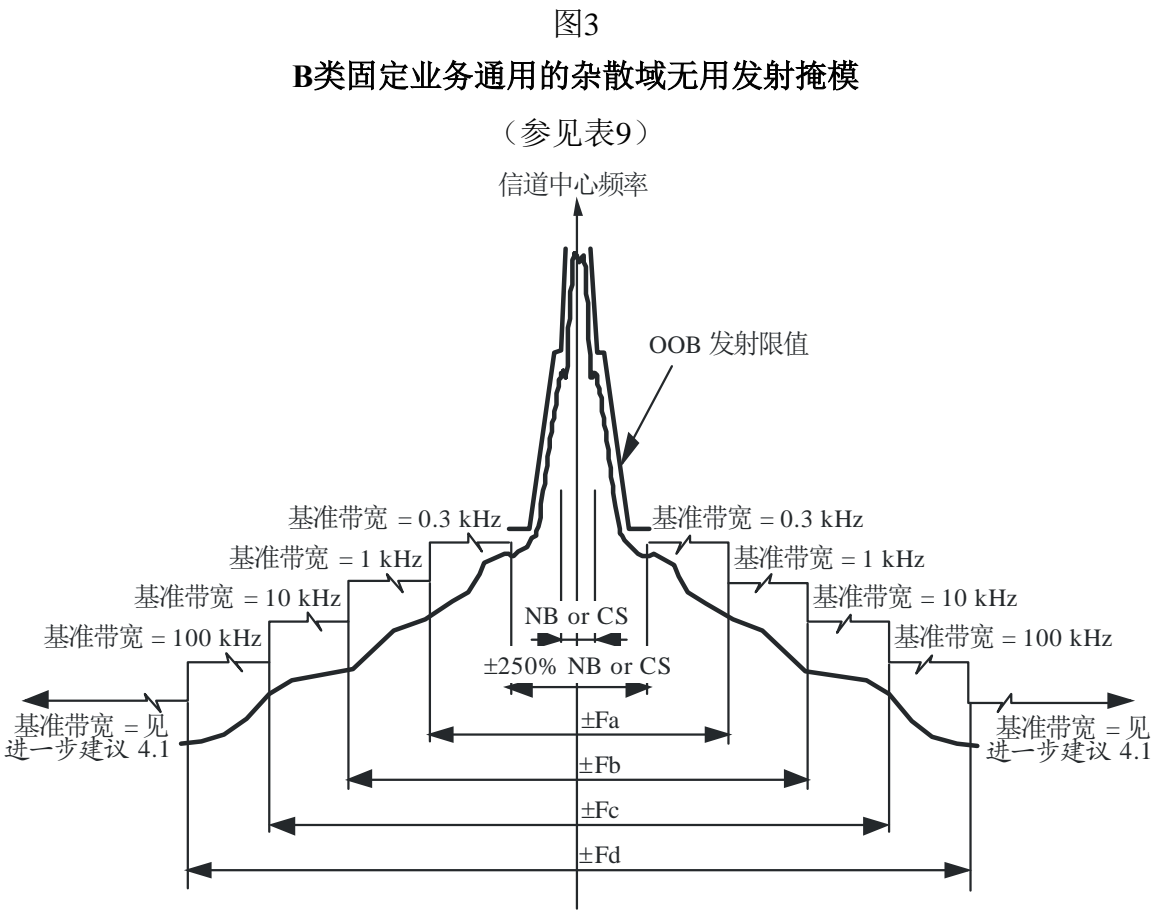 图3
B类固定业务通用的杂散域无用发射掩模
（参见表9）
信道中心频率
OOB 发射限值
基准带宽 = 0.3 kHz
基准带宽 = 0.3 kHz
基准带宽 = 1 kHz
基准带宽 = 1 kHz
基准带宽 = 10 kHz
基准带宽 = 10 kHz
基准带宽 = 100 kHz
基准带宽 = 100 kHz
NB or CS
±250% NB or CS
基准带宽 = 见
进一步建议 4.1
基准带宽 = 见
进一步建议 4.1
±Fa
±Fb
±Fc
±Fd